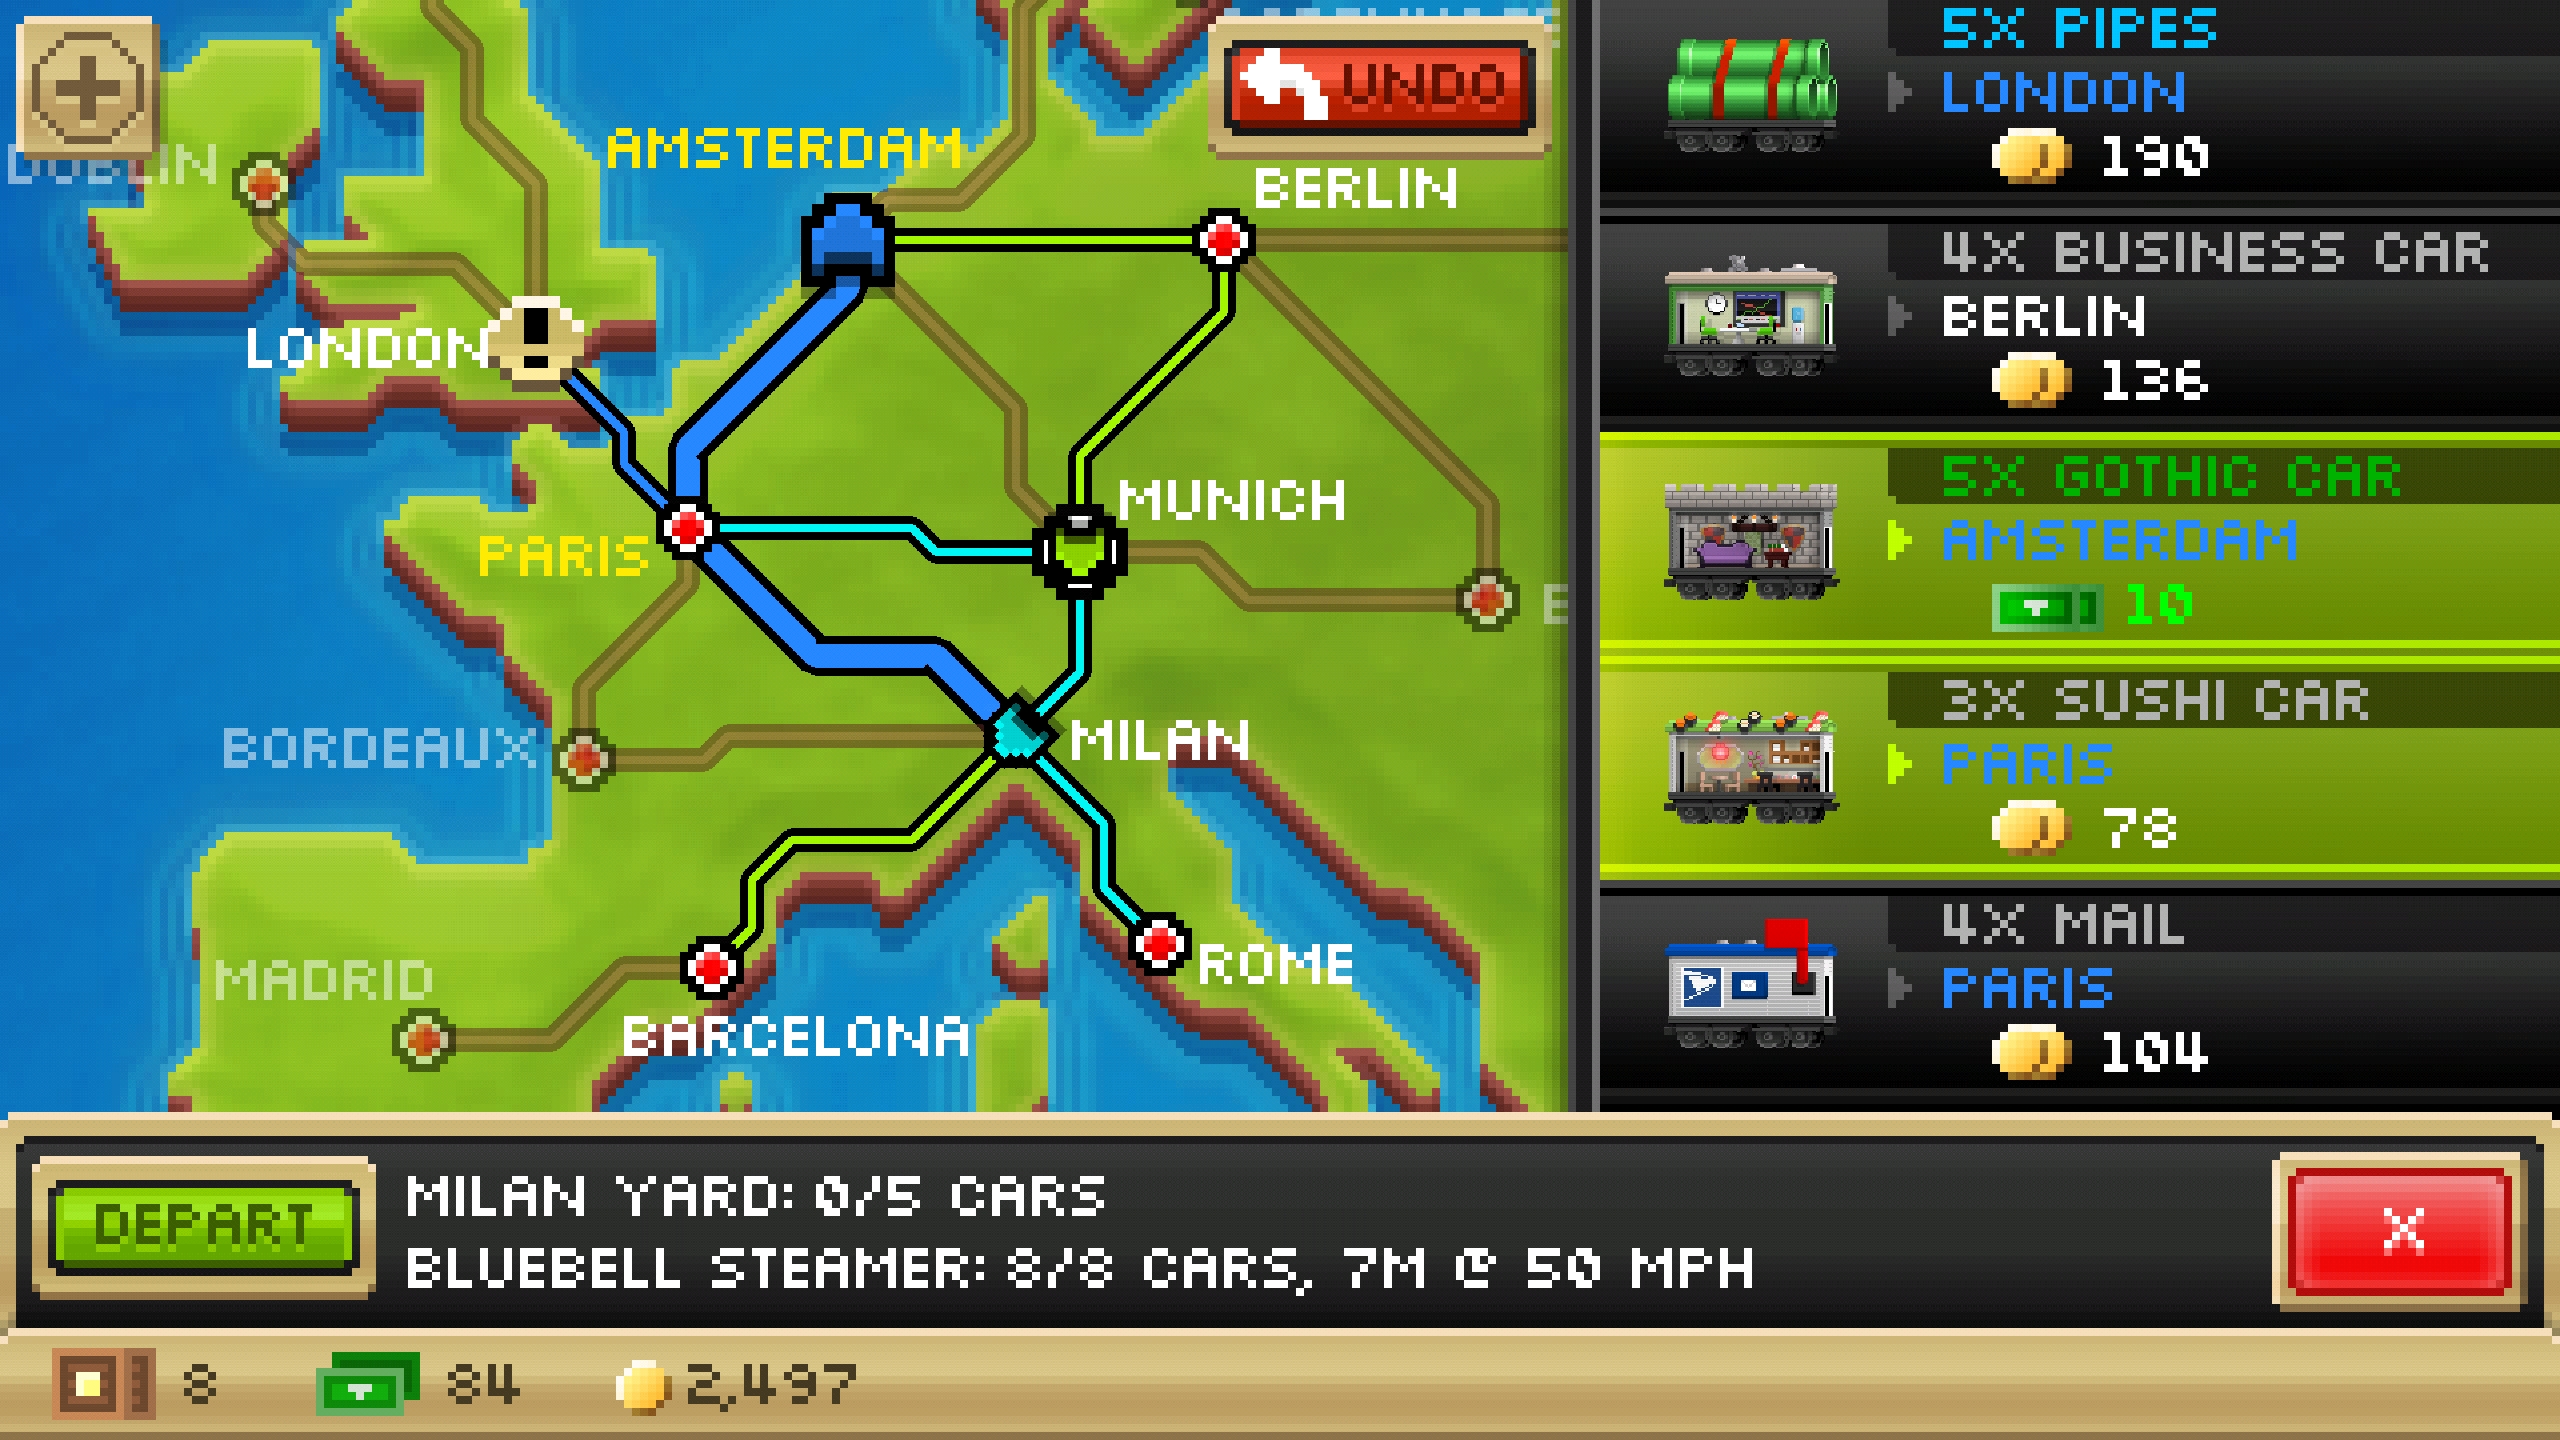 UNDO
DUBLIN
AMSTERDAM
BERLIN
LONDON
MUNICH
PARIS
BORDEAUX
MILAN
ROME
MADRID
BARCELONA
5X PIPES
LONDON
190
4X BUSINESS CAR
BERLIN
136
5X GOTHIC CAR
AMSTERDAM
10
3X SUSHI CAR
PARIS
78
4X MAIL
PARIS
104
DEPART
MILAN YARD: 0/5 CARS
BLUEBELL STEAMER: 8/8 CARS, 7M @ 50 MPH
X
8
84
2,497